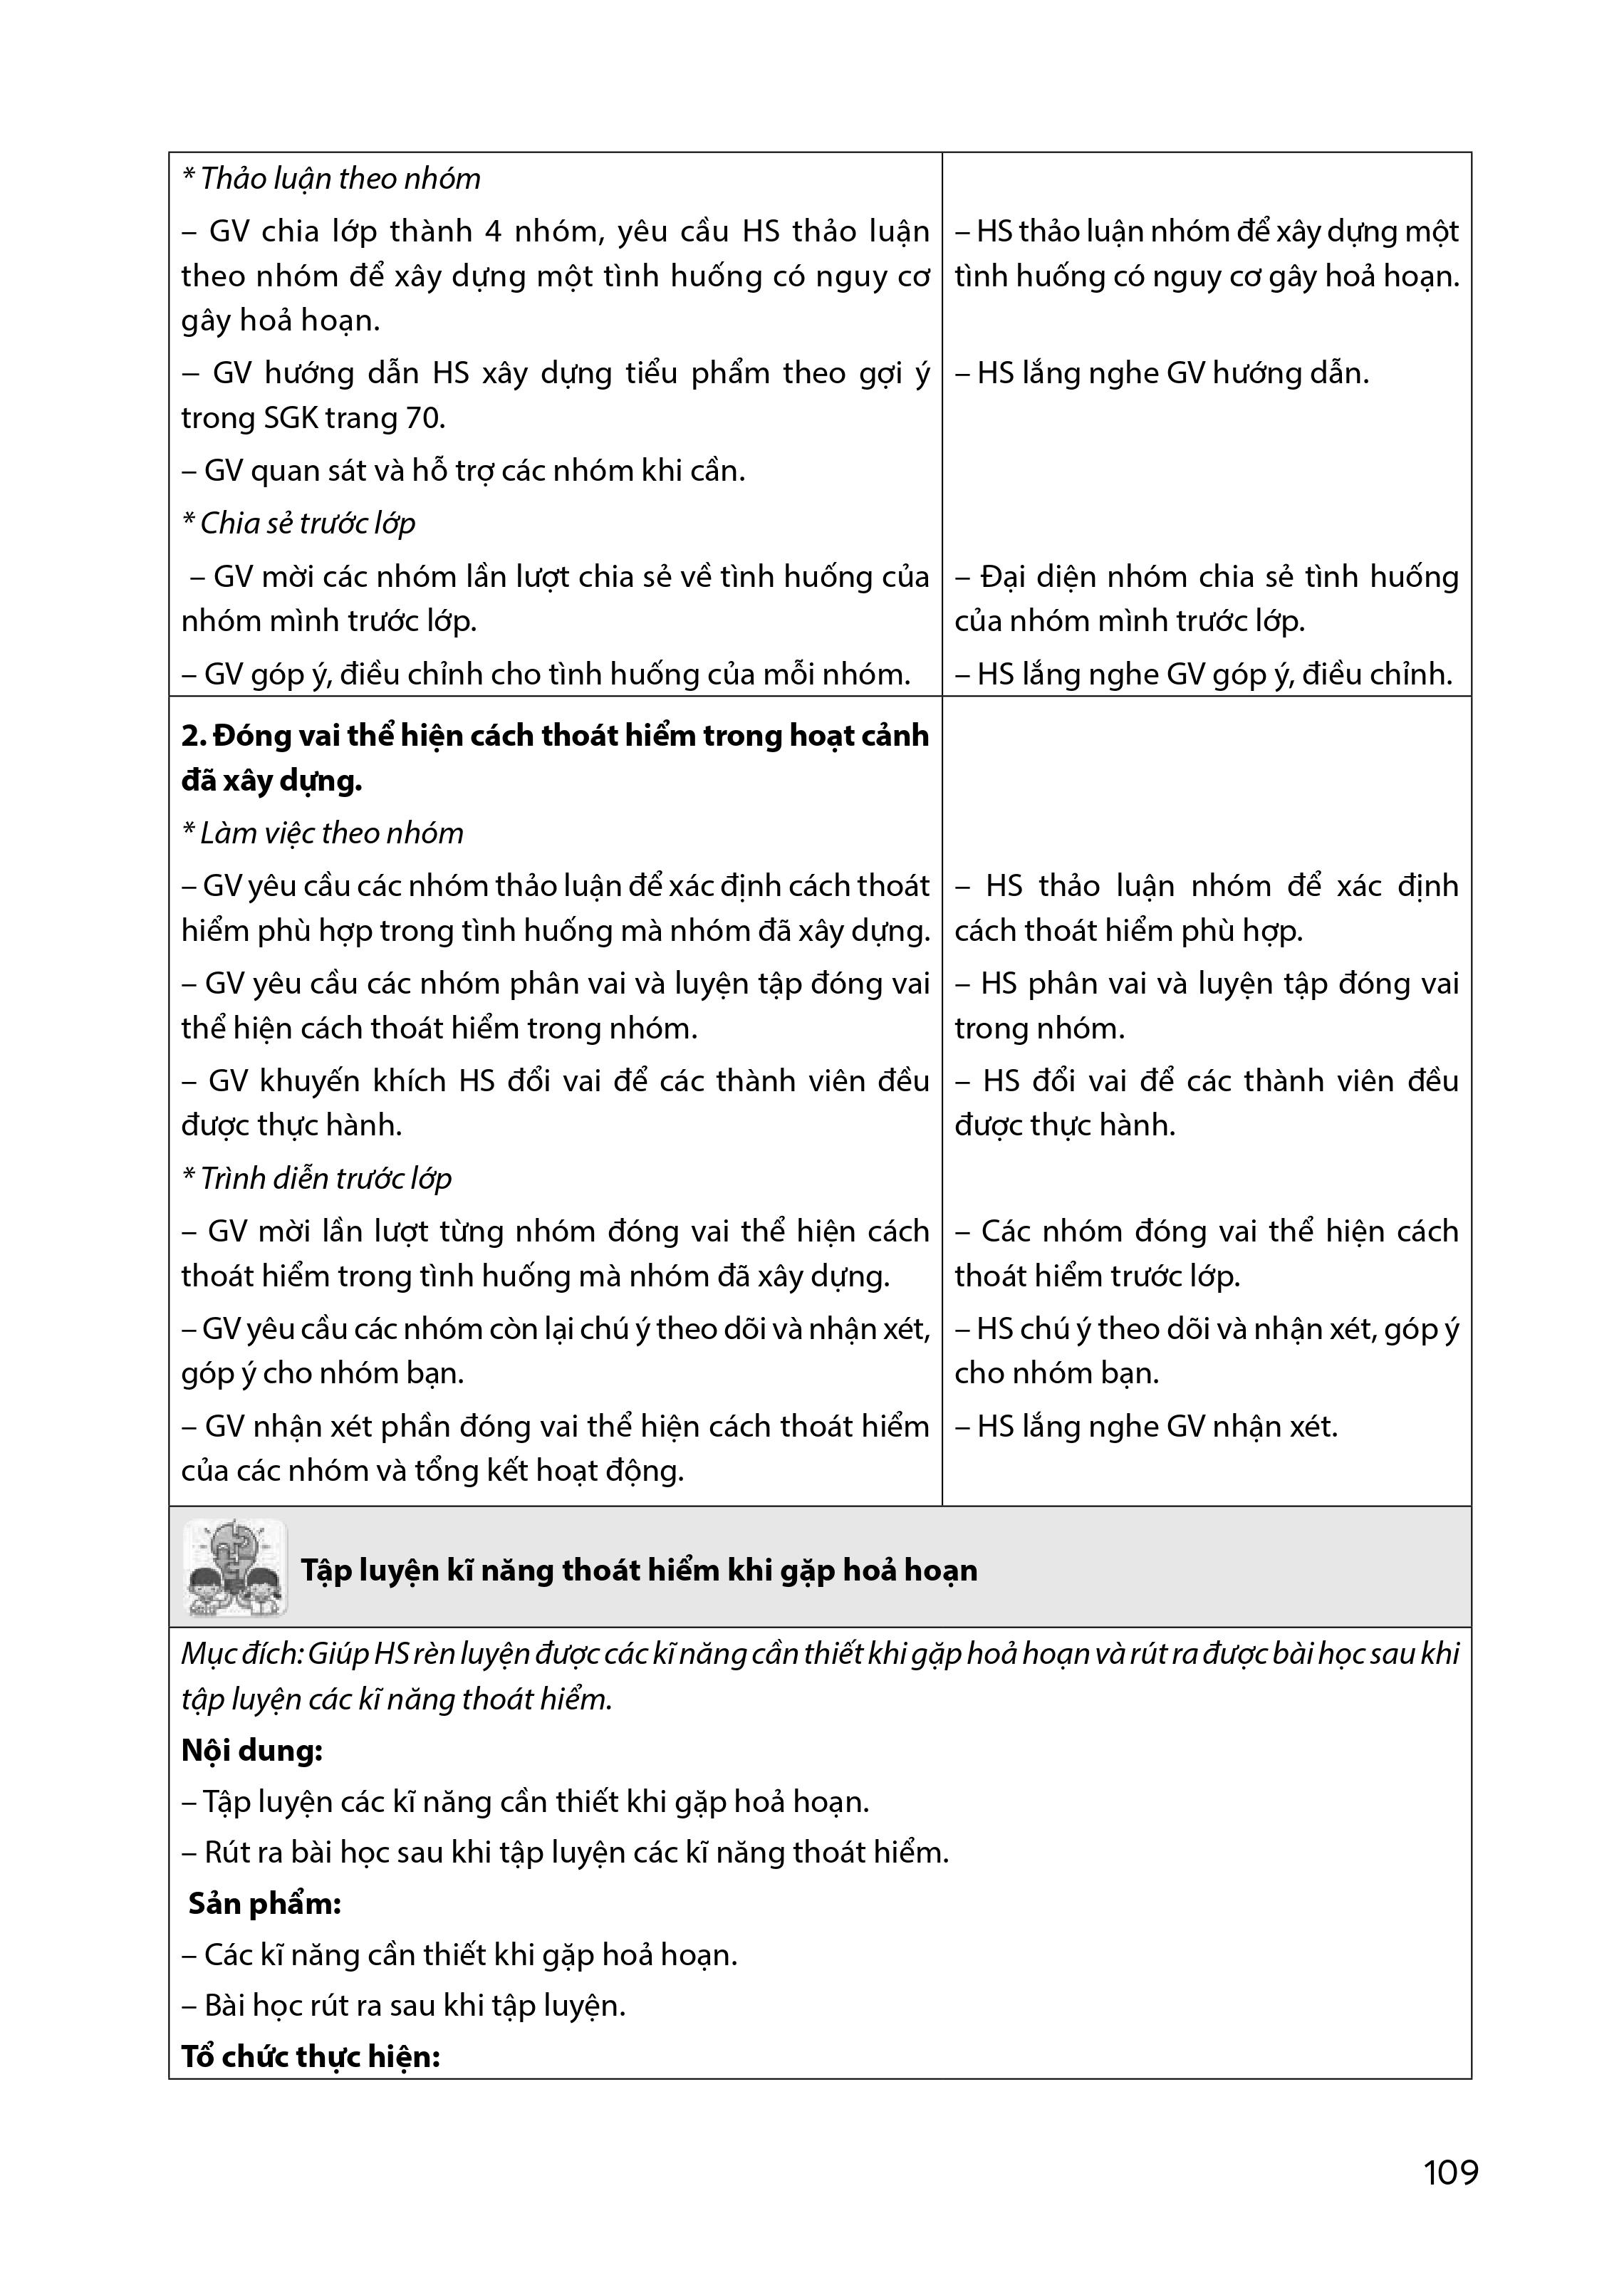 * Thảo luận theo nhóm
– GV chia lớp thành 4 nhóm, yêu cầu HS thảo luận
theo nhóm để xây dựng một tình huống có nguy cơ
gây hoả hoạn.
– HS thảo luận nhóm để xây dựng một
tình huống có nguy cơ gây hoả hoạn.
– GV hướng dẫn HS xây dựng tiểu phẩm theo gợi ý
trong SGK trang 70.
– HS lắng nghe GV hướng dẫn.
– GV quan sát và hỗ trợ các nhóm khi cần.
* Chia sẻ trước lớp
– GV mời các nhóm lần lượt chia sẻ về tình huống của
nhóm mình trước lớp.
– Đại diện nhóm chia sẻ tình huống
của nhóm mình trước lớp.
– GV góp ý, điều chỉnh cho tình huống của mỗi nhóm.
– HS lắng nghe GV góp ý, điều chỉnh.
2. Đóng vai thể hiện cách thoát hiểm trong hoạt cảnh
đã xây dựng.
* Làm việc theo nhóm
– GV yêu cầu các nhóm thảo luận để xác định cách thoát
hiểm phù hợp trong tình huống mà nhóm đã xây dựng.
– HS thảo luận nhóm để xác định
cách thoát hiểm phù hợp.
– GV yêu cầu các nhóm phân vai và luyện tập đóng vai
thể hiện cách thoát hiểm trong nhóm.
– HS phân vai và luyện tập đóng vai
trong nhóm.
– GV khuyến khích HS đổi vai để các thành viên đều
được thực hành.
– HS đổi vai để các thành viên đều
được thực hành.
* Trình diễn trước lớp
– GV mời lần lượt từng nhóm đóng vai thể hiện cách
thoát hiểm trong tình huống mà nhóm đã xây dựng.
– Các nhóm đóng vai thể hiện cách
thoát hiểm trước lớp.
– GV yêu cầu các nhóm còn lại chú ý theo dõi và nhận xét,
góp ý cho nhóm bạn.
– HS chú ý theo dõi và nhận xét, góp ý
cho nhóm bạn.
– GV nhận xét phần đóng vai thể hiện cách thoát hiểm
của các nhóm và tổng kết hoạt động.
– HS lắng nghe GV nhận xét.
Tập luyện kĩ năng thoát hiểm khi gặp hoả hoạn
Mục đích: Giúp HS rèn luyện được các kĩ năng cần thiết khi gặp hoả hoạn và rút ra được bài học sau khi
tập luyện các kĩ năng thoát hiểm.
Nội dung:
– Tập luyện các kĩ năng cần thiết khi gặp hoả hoạn.
– Rút ra bài học sau khi tập luyện các kĩ năng thoát hiểm.
Sản phẩm:
– Các kĩ năng cần thiết khi gặp hoả hoạn.
– Bài học rút ra sau khi tập luyện.
Tổ chức thực hiện:
109